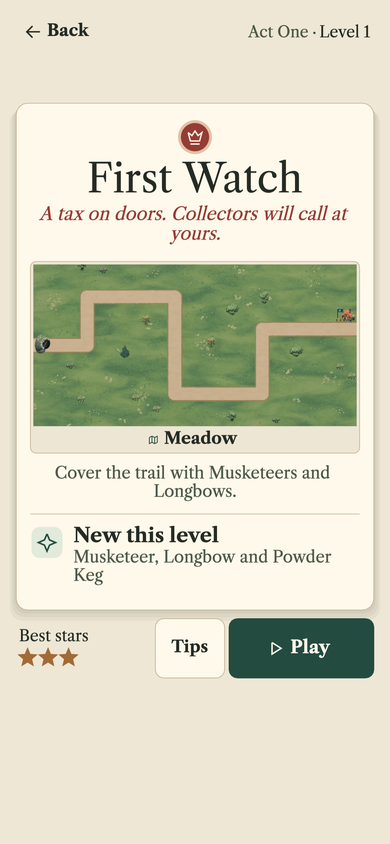 Back
Act One · Level 1
First Watch
A tax on doors. Collectors will call at
yours.
Meadow
Cover the trail with Musketeers and
Longbows.
New this level
Musketeer, Longbow and Powder
Keg
Best stars
Tips
Play